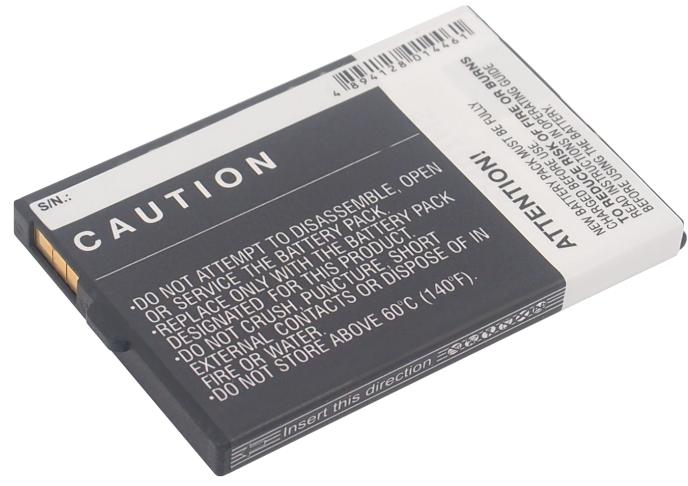 S/N.:
4 894128 014461
CAUTION
•DO NOT ATTEMPT TO DISASSEMBLE, OPEN
OR SERVICE THE BATTERY PACK.
•REPLACE ONLY WITH THE BATTERY PACK
DESIGNATED FOR THIS PRODUCT.
•DO NOT CRUSH, PUNCTURE, SHORT
EXTERNAL CONTACTS OR DISPOSE OF IN
FIRE OR WATER.
•DO NOT STORE ABOVE 60°C (140°F).
Insert this direction
ATTENTION!
NEW BATTERY PACK MUST BE FULLY
CHARGED BEFORE USE.
TO REDUCE RISK OF FIRE OR BURNS
READ INSTRUCTIONS IN OPERATING GUIDE
BEFORE USING THE BATTERY.